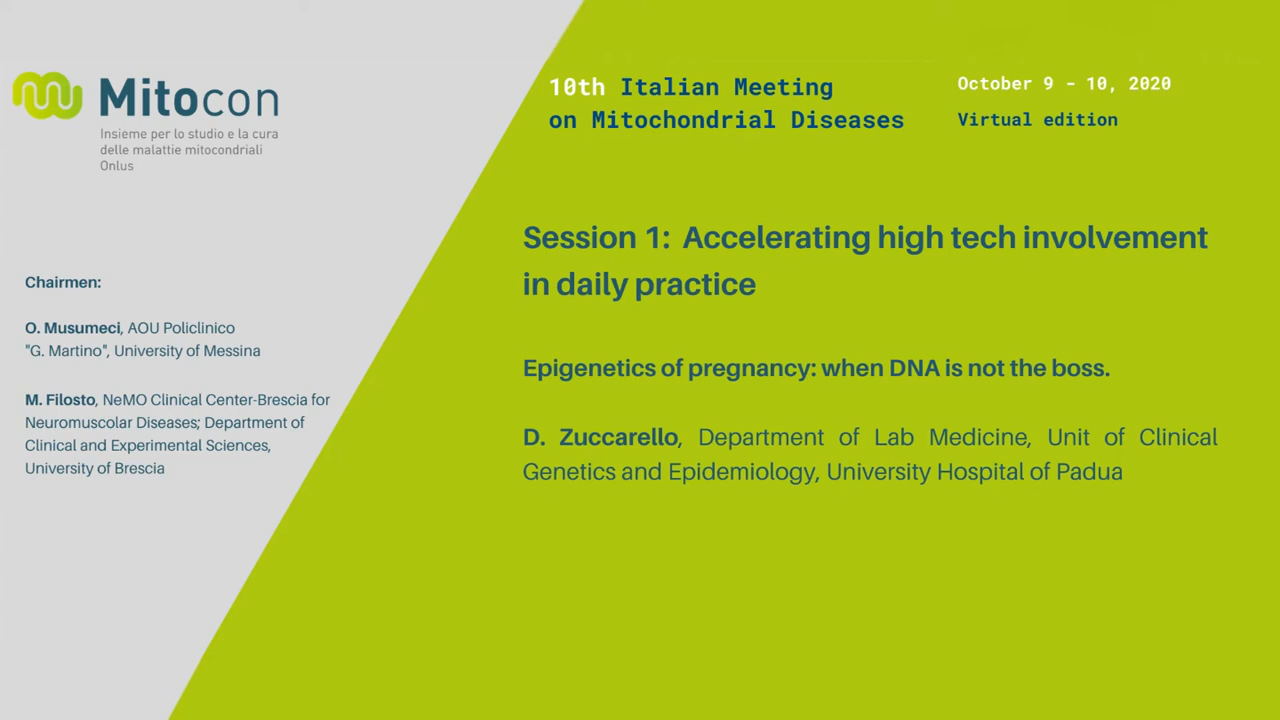 Mitocon
Insieme per lo studio e la cura
delle malattie mitocondriali
Onlus
10th Italian Meeting
on Mitochondrial Diseases
October 9 - 10, 2020
Virtual edition
Chairmen:
O. Musumeci, AOU Policlinico
"G. Martino", University of Messina
M. Filosto, NeMO Clinical Center-Brescia for
Neuromuscular Diseases; Department of
Clinical and Experimental Sciences,
University of Brescia
Session 1: Accelerating high tech involvement
in daily practice
Epigenetics of pregnancy: when DNA is not the boss.
D. Zuccarello, Department of Lab Medicine, Unit of Clinical
Genetics and Epidemiology, University Hospital of Padua